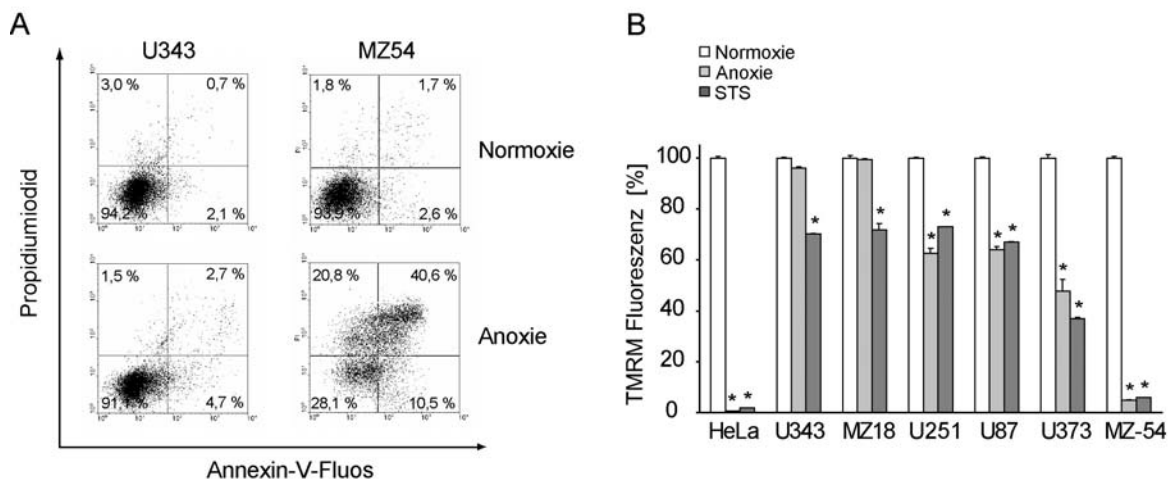 A
U343
MZ54
3,0 %
0,7 %
94,2 %
2,1 %
1,8 %
1,7 %
93,9 %
2,6 %
Normoxie
1,5 %
2,7 %
4,7 %
20,8 %
40,6 %
28,1 %
10,5 %
Anoxie
Propidiumiodid
Annexin-V-Fluos
B
Normoxie
Anoxie
STS
TMRM Fluoreszenz [%]
100
80
60
40
20
0
* * * * * * * * * * *
HeLa U343 MZ18 U251 U87 U373 MZ-54